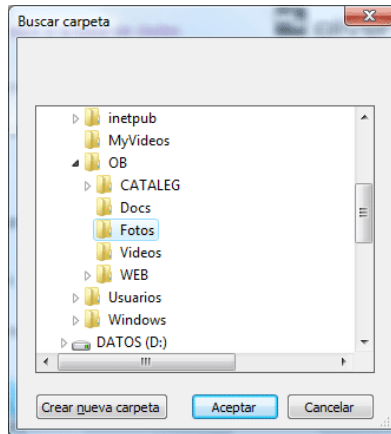 Buscar carpeta
inetpub
MyVideos
OB
CATALEG
Docs
Fotos
Videos
WEB
Usuarios
Windows
DATOS (D:)
Crear nueva carpeta
Aceptar
Cancelar